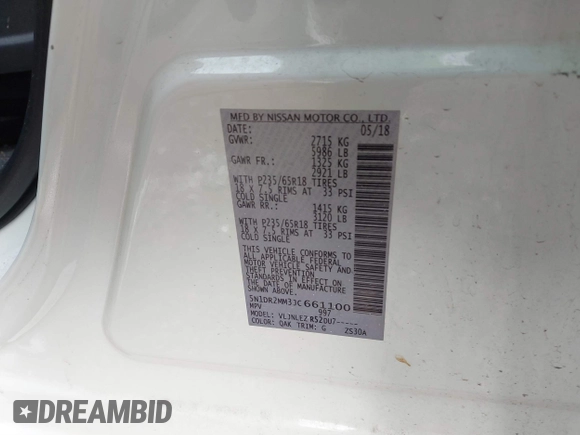 MFD BY NISSAN MOTOR CO., LTD.
DATE: 05/18
GVWR: 2715 KG
5986 LB
GAWR FR.: 1325 KG
2921 LB
WITH P235/65R18 TIRES
18 X 7.5 RIMS AT 33 PSI
COLD SINGLE
GAWR RR.: 1415 KG
3120 LB
WITH P235/65R18 TIRES
18 X 7.5 RIMS AT 33 PSI
COLD SINGLE
THIS VEHICLE CONFORMS TO
ALL APPLICABLE FEDERAL
MOTOR VEHICLE SAFETY AND
THEFT PREVENTION
STANDARDS IN EFFECT ON
THE DATE OF MANUFACTURE
SHOWN ABOVE.
5N1DR2MM3JC661100
MPV 997
MODEL: VLJNLEZ R52DU7-----
COLOR: QAK TRIM: G ZS30A
DREAMBID